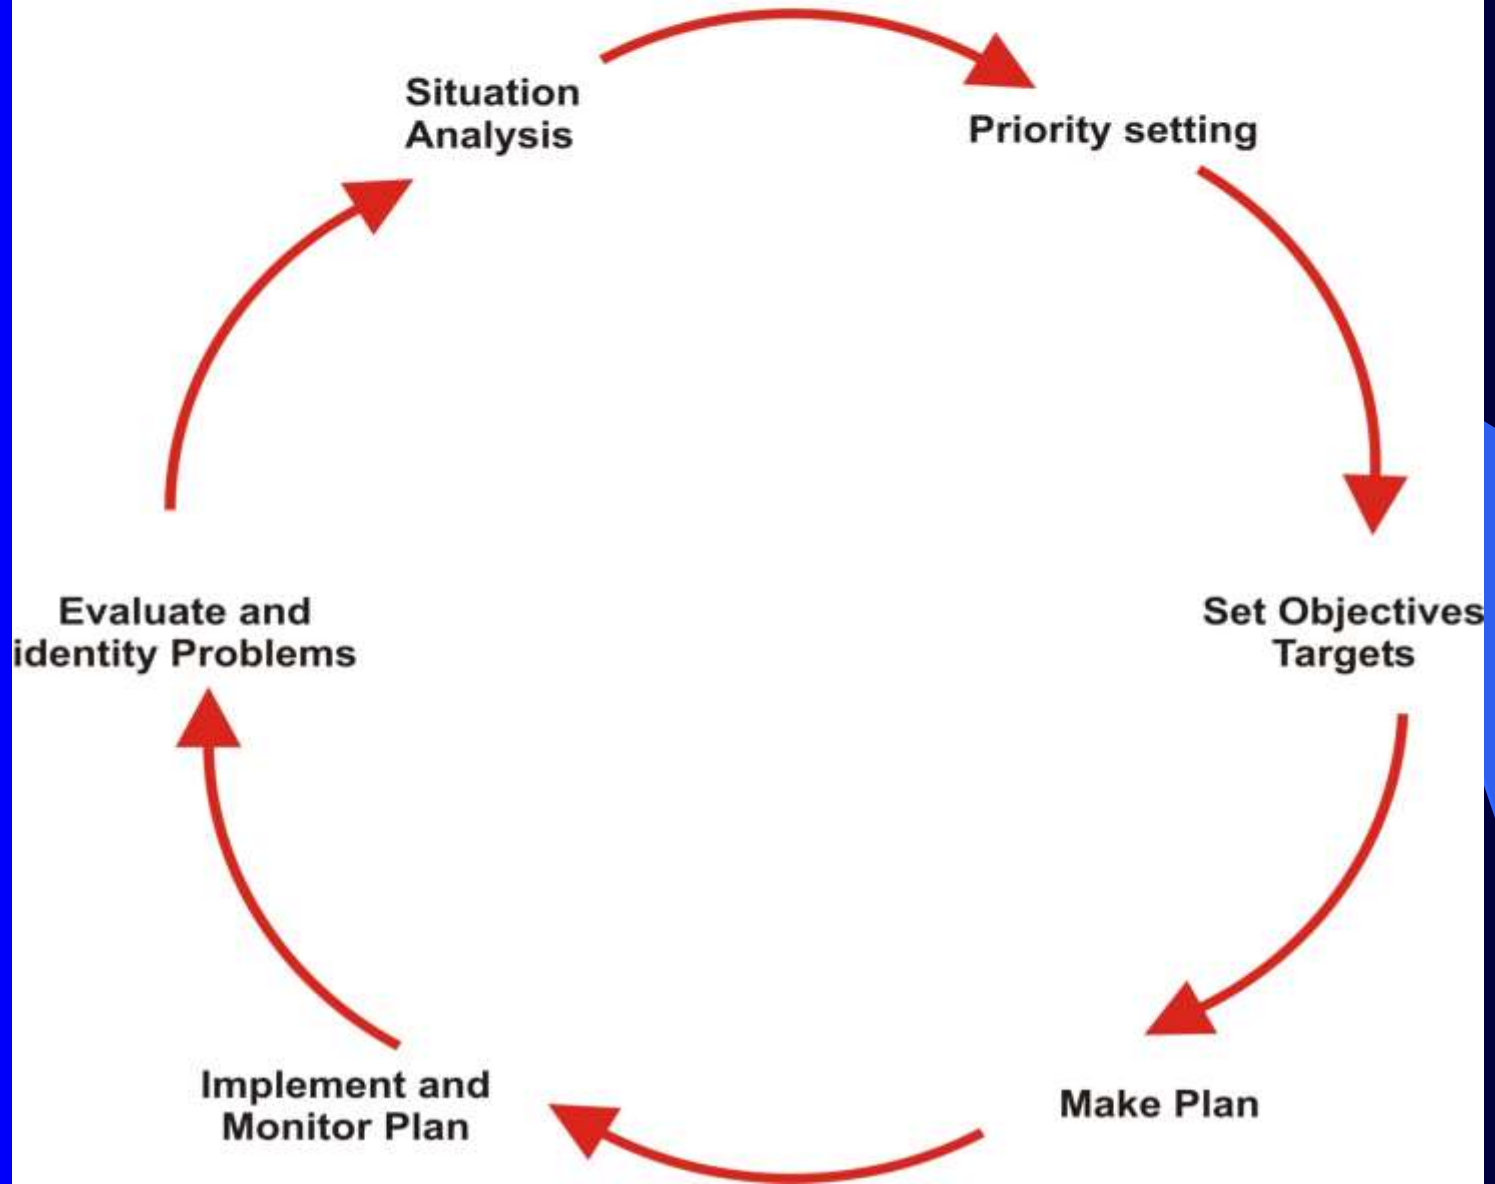 Situation
Analysis
Priority setting
Set Objectives
Targets
Make Plan
Implement and
Monitor Plan
Evaluate and
identity Problems